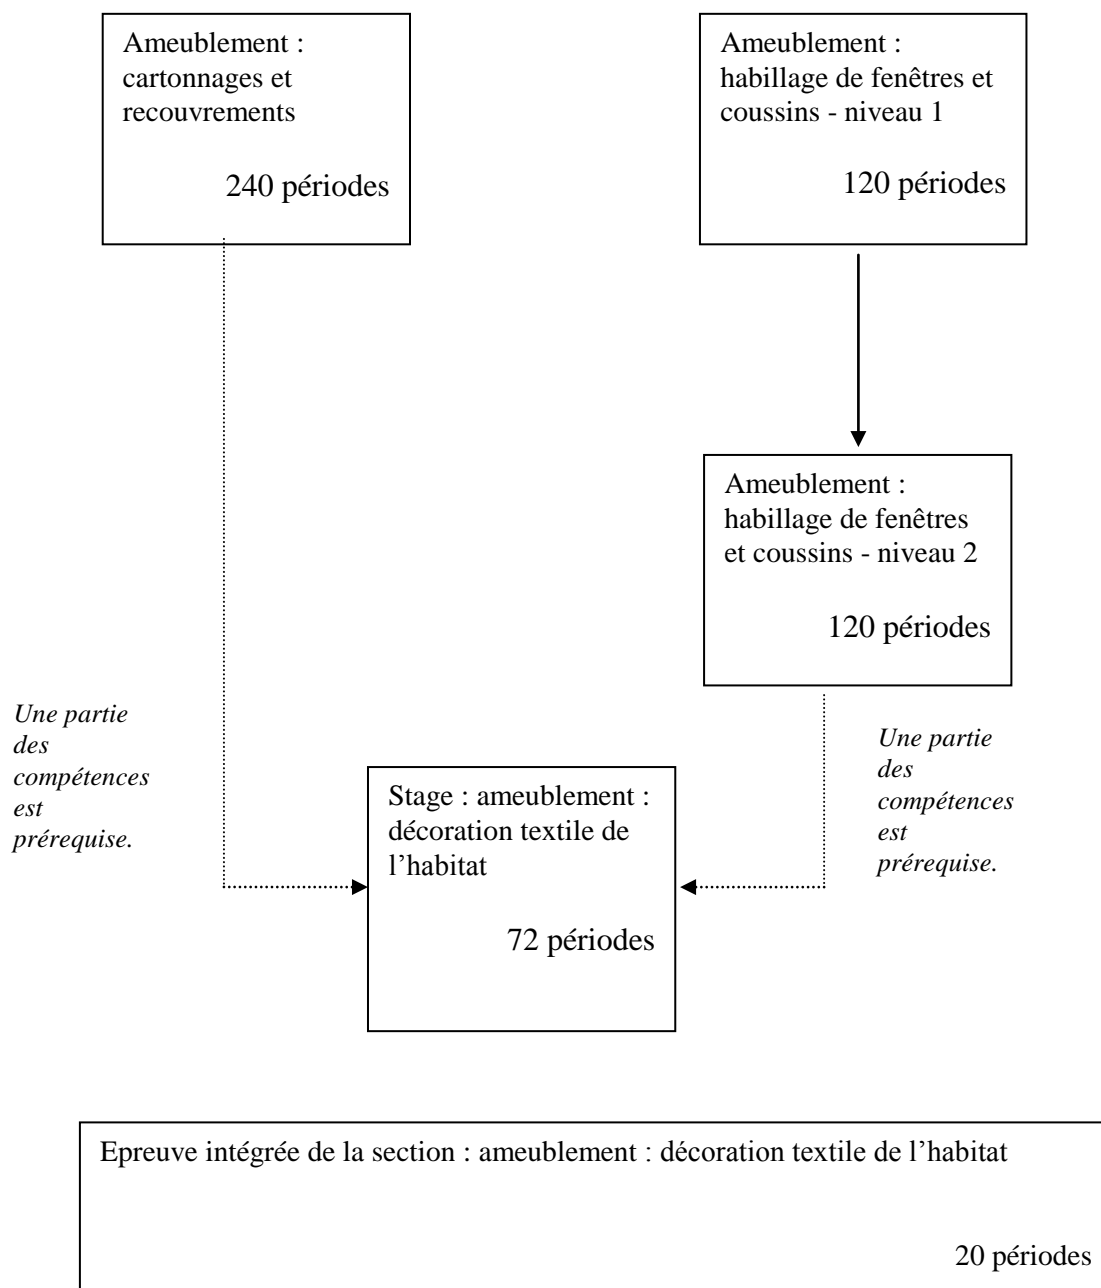 Ameublement :
cartonnages et
recouvrements
240 périodes
Ameublement :
habillage de fenêtres et
coussins - niveau 1
120 périodes
Ameublement :
habillage de fenêtres
et coussins - niveau 2
120 périodes
Une partie
des
compétences
est
prérequise.
Une partie
des
compétences
est
prérequise.
Stage : ameublement :
décoration textile de
l’habitat
72 périodes
Epreuve intégrée de la section : ameublement : décoration textile de l’habitat
20 périodes